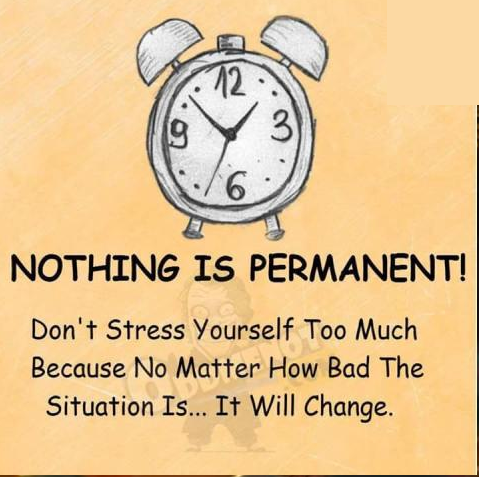 12
9 3
6
NOTHING IS PERMANENT!
Don't Stress Yourself Too Much
Because No Matter How Bad The
Situation Is... It Will Change.